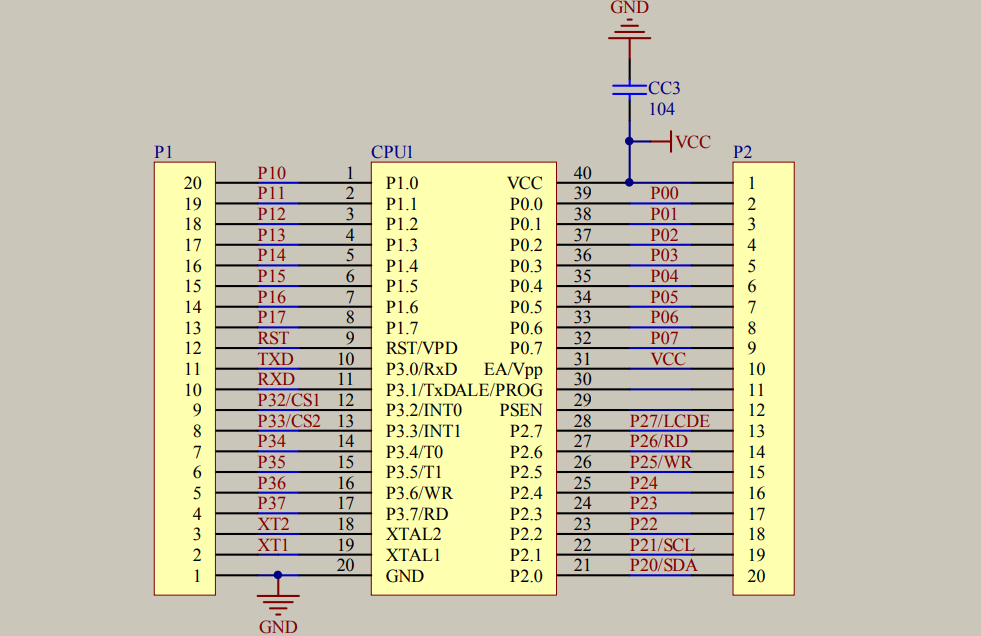 GND
CC3
104
VCC
P1 CPU1 P2
20 P10 1 P1.0 VCC 40 1
19 P11 2 P1.1 P0.0 39 P00 2
18 P12 3 P1.2 P0.1 38 P01 3
17 P13 4 P1.3 P0.2 37 P02 4
16 P14 5 P1.4 P0.3 36 P03 5
15 P15 6 P1.5 P0.4 35 P04 6
14 P16 7 P1.6 P0.5 34 P05 7
13 P17 8 P1.7 P0.6 33 P06 8
12 RST 9 RST/VPD P0.7 32 P07 9
11 TXD 10 P3.0/RxD EA/Vpp 31 VCC 10
10 RXD 11 P3.1/TxDALE/PROG 30 11
9 P32/CS1 12 P3.2/INT0 PSEN 29 12
8 P33/CS2 13 P3.3/INT1 P2.7 28 P27/LCDE 13
7 P34 14 P3.4/T0 P2.6 27 P26/RD 14
6 P35 15 P3.5/T1 P2.5 26 P25/WR 15
5 P36 16 P3.6/WR P2.4 25 P24 16
4 P37 17 P3.7/RD P2.3 24 P23 17
3 XT2 18 XTAL2 P2.2 23 P22 18
2 XT1 19 XTAL1 P2.1 22 P21/SCL 19
1 20 GND P2.0 21 P20/SDA 20
GND